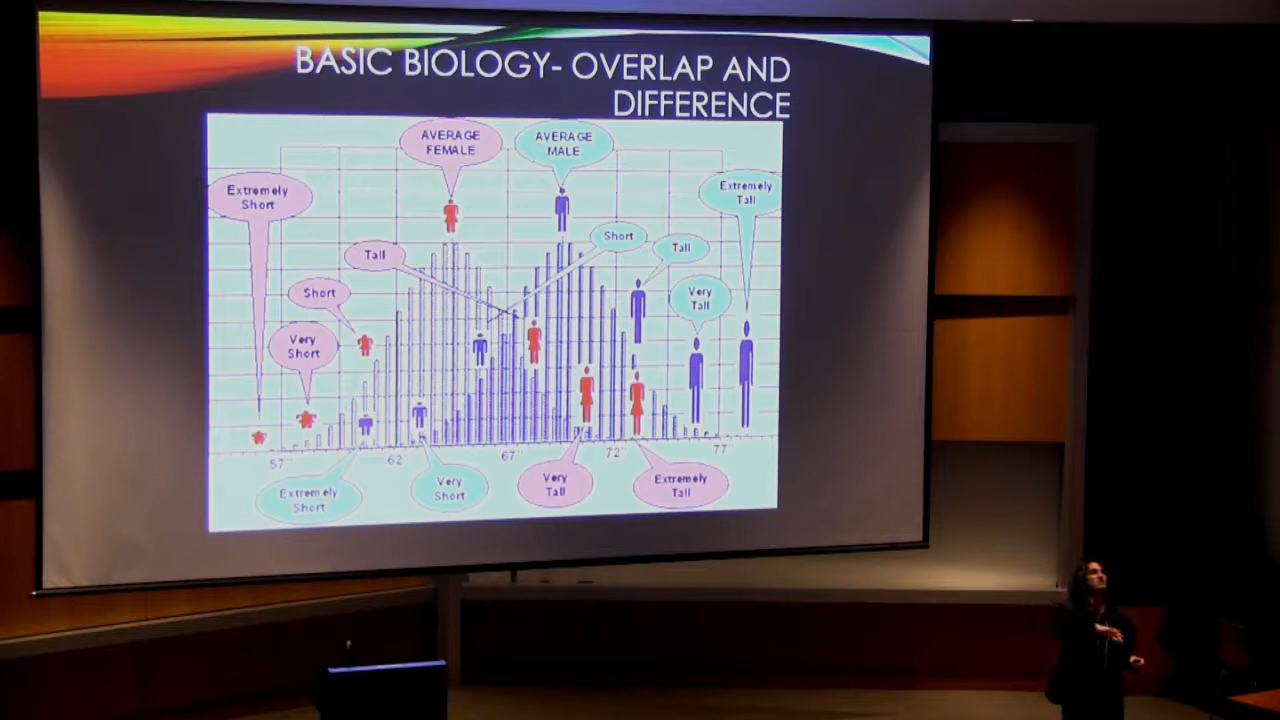 BASIC BIOLOGY- OVERLAP AND
DIFFERENCE
AVERAGE
FEMALE
AVERAGE
MALE
Extremely
Short
Extremely
Tall
Short
Tall
Tall
Short
Very
Tall
Very
Short
57"
62"
67"
72"
77"
Extremely
Short
Very
Short
Very
Tall
Extremely
Tall